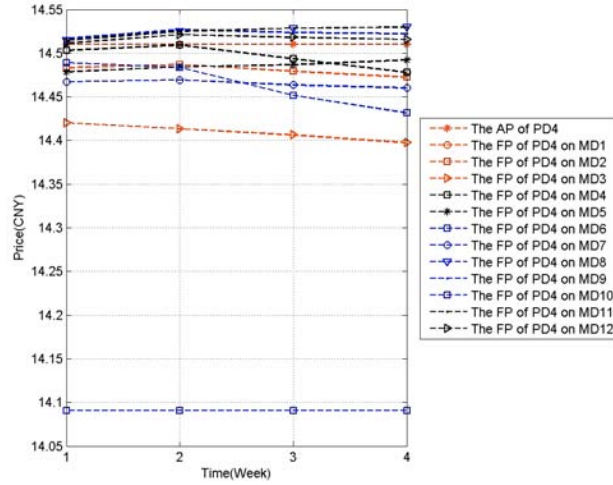 14.55
14.5
14.45
14.4
14.35
14.3
14.25
14.2
14.15
14.1
14.05
Price(CNY)
1
2
3
4
Time(Week)
The AP of PD4
The FP of PD4 on MD1
The FP of PD4 on MD2
The FP of PD4 on MD3
The FP of PD4 on MD4
The FP of PD4 on MD5
The FP of PD4 on MD6
The FP of PD4 on MD7
The FP of PD4 on MD8
The FP of PD4 on MD9
The FP of PD4 on MD10
The FP of PD4 on MD11
The FP of PD4 on MD12